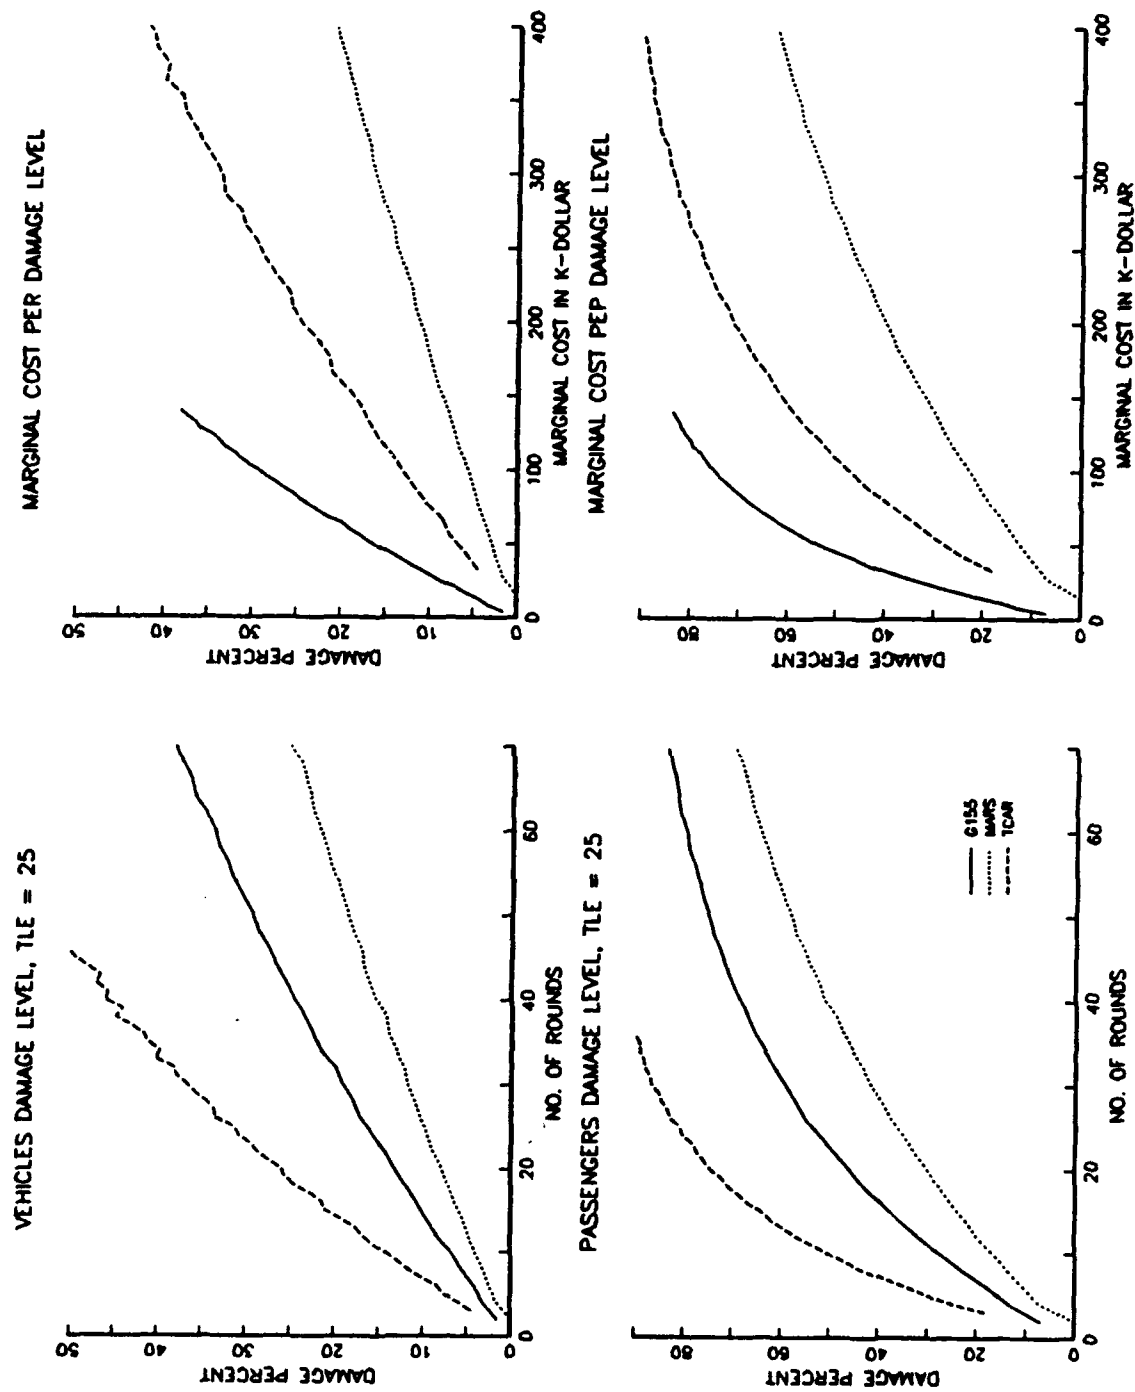 VEHICLES DAMAGE LEVEL, TLE = 25
DAMAGE PERCENT
50
40
30
20
10
0
0
20
40
60
NO. OF ROUNDS
MARGINAL COST PER DAMAGE LEVEL
DAMAGE PERCENT
50
40
30
20
10
0
0
100
200
300
400
MARGINAL COST IN K-DOLLAR
PASSENGERS DAMAGE LEVEL, TLE = 25
DAMAGE PERCENT
80
60
40
20
0
0
20
40
60
NO. OF ROUNDS
G155
MARS
TCAR
MARGINAL COST PEP DAMAGE LEVEL
DAMAGE PERCENT
80
60
40
20
0
0
100
200
300
400
MARGINAL COST IN K-DOLLAR